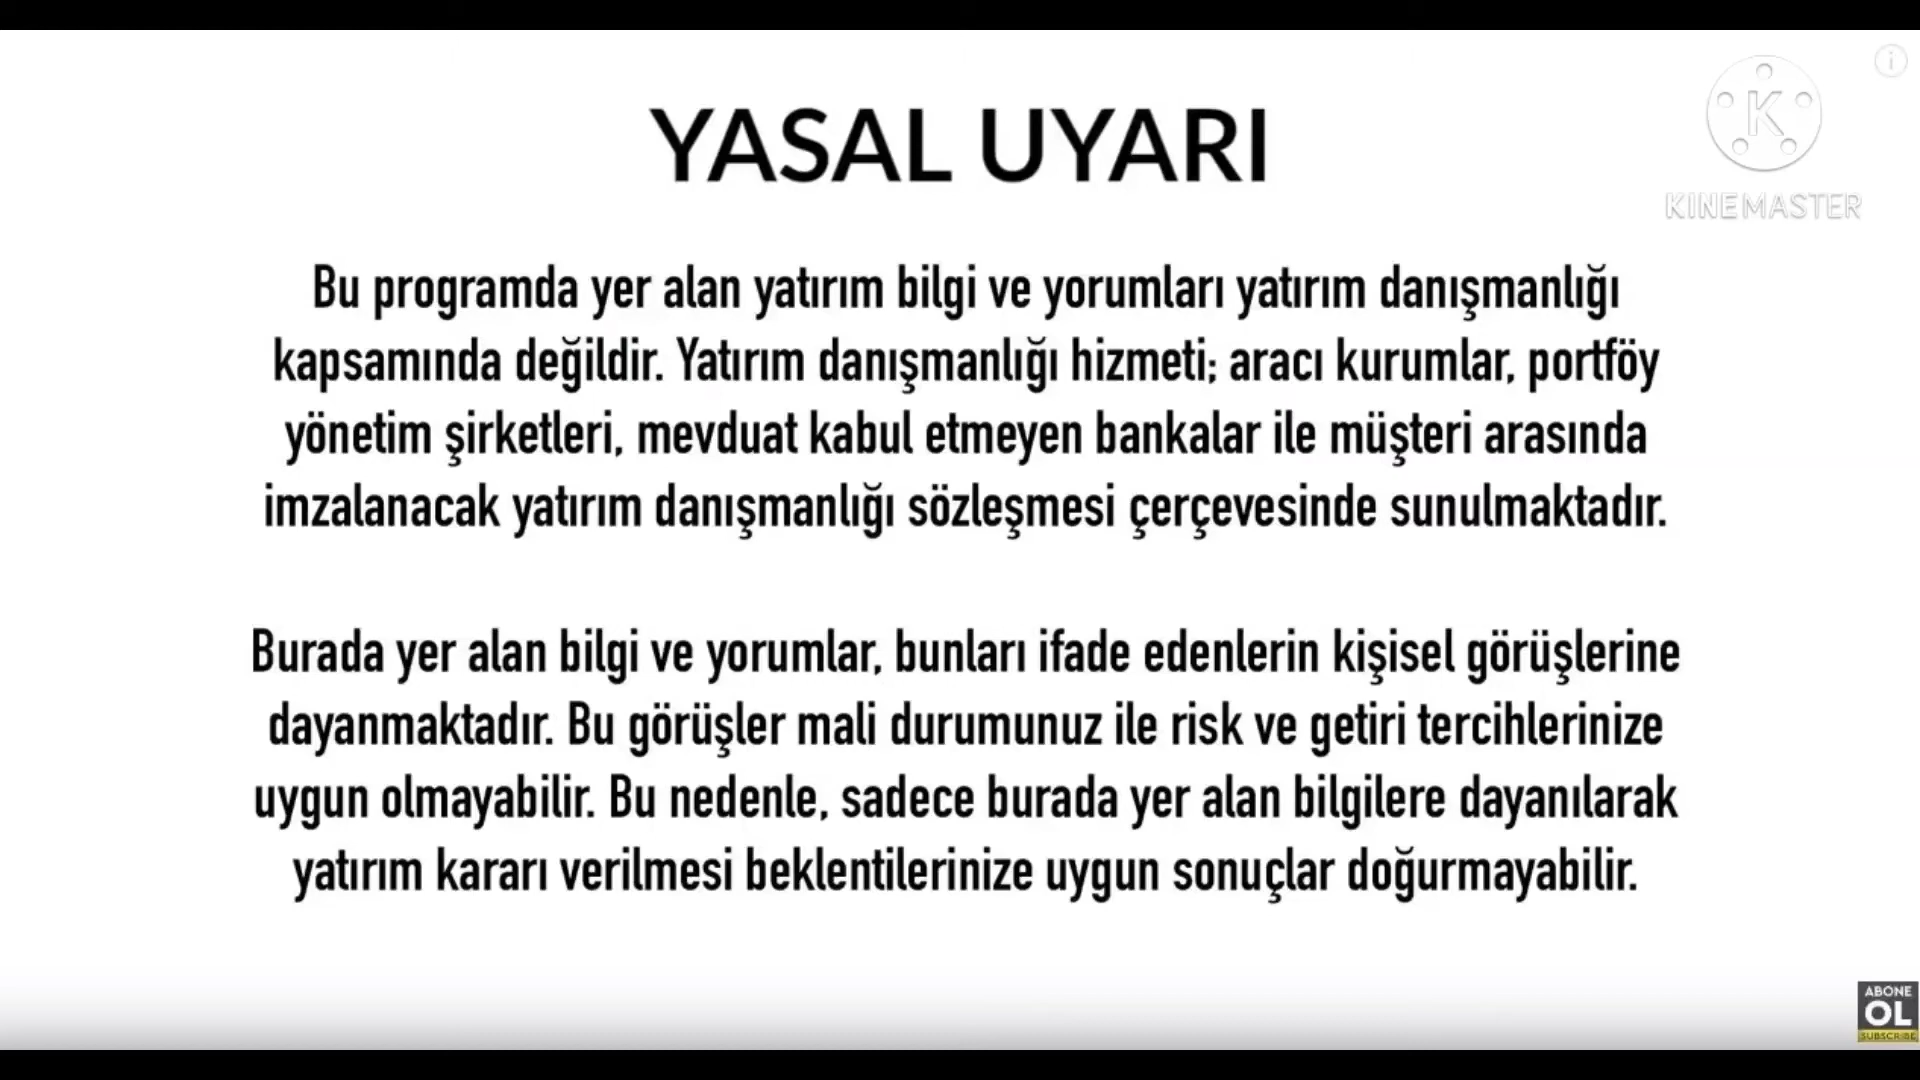 YASAL UYARI
KINEMASTER
Bu programda yer alan yatırım bilgi ve yorumları yatırım danışmanlığı
kapsamında değildir. Yatırım danışmanlığı hizmeti; aracı kurumlar, portföy
yönetim şirketleri, mevduat kabul etmeyen bankalar ile müşteri arasında
imzalanacak yatırım danışmanlığı sözleşmesi çerçevesinde sunulmaktadır.
Burada yer alan bilgi ve yorumlar, bunları ifade edenlerin kişisel görüşlerine
dayanmaktadır. Bu görüşler mali durumunuz ile risk ve getiri tercihlerinize
uygun olmayabilir. Bu nedenle, sadece burada yer alan bilgilere dayanılarak
yatırım kararı verilmesi beklentilerinize uygun sonuçlar doğurmayabilir.
ABONE
OL
SUBSCRIBE